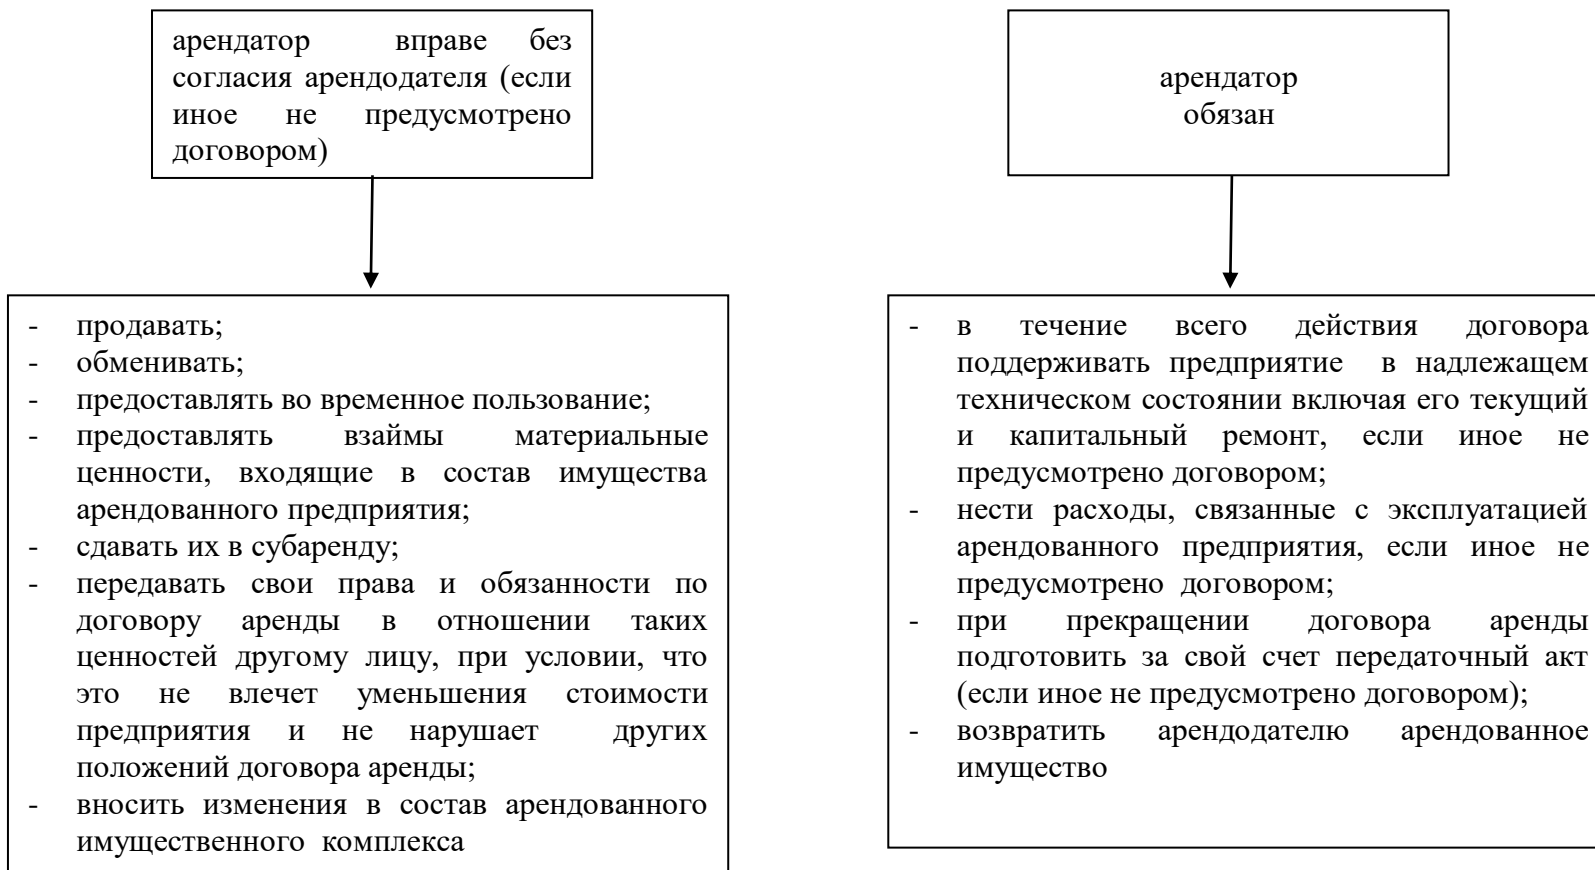 арендатор вправе без
согласия арендодателя (если
иное не предусмотрено
договором)
арендатор
обязан
- продавать;
- обменивать;
- предоставлять во временное пользование;
- предоставлять взаймы материальные
ценности, входящие в состав имущества
арендованного предприятия;
- сдавать их в субаренду;
- передавать свои права и обязанности по
договору аренды в отношении таких
ценностей другому лицу, при условии, что
это не влечет уменьшения стоимости
предприятия и не нарушает других
положений договора аренды;
- вносить изменения в состав арендованного
имущественного комплекса
- в течение всего действия договора
поддерживать предприятие в надлежащем
техническом состоянии включая его текущий
и капитальный ремонт, если иное не
предусмотрено договором;
- нести расходы, связанные с эксплуатацией
арендованного предприятия, если иное не
предусмотрено договором;
- при прекращении договора аренды
подготовить за свой счет передаточный акт
(если иное не предусмотрено договором);
- возвратить арендодателю арендованное
имущество